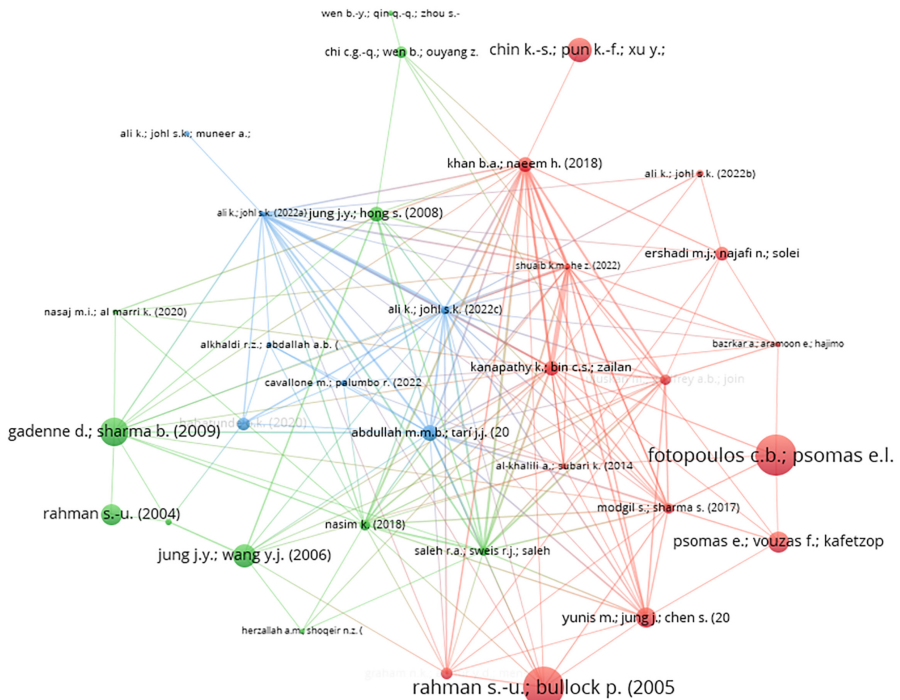 wen b.-y.; qin q.-q.; zhou s.-
chi c.g.-q.; wen b.; ouyang z.
chin k.-s.; pun k.-f.; xu y.;
ali k.; johl s.k.; muneer a.;
khan b.a.; naeem h. (2018)
ali k.; johl s.k. (2022b)
ali k.; johl s.k. (2022a)
jung j.y.; hong s. (2008)
ershadi m.j.; najafi n.; solei
shuaib k.m.; he z. (2022)
nasaj m.i.; al marri k. (2020)
ali k.; johl s.k. (2022c)
alkhaldi r.z.; abdallah a.b. (
bazrkar a.; aramoon e.; hajimo
kanapathy k.; bin c.s.; zailan
a.b.; join
cavallone m.; palumbo r. (2022
(2020)
gadenne d.; sharma b. (2009)
abdullah m.m.b.; tarí j.j. (20
fotopoulos c.b.; psomas e.l.
al-khalili a.; subari k. (2014
modgil s.; sharma s. (2017)
rahman s.-u. (2004)
nasim k. (2018)
psomas e.; vouzas f.; kafetzop
jung j.y.; wang y.j. (2006)
saleh r.a.; sweis r.j.; saleh
yunis m.; jung j.; chen s. (20
herzallah a.m.; shoqeir n.z. (
rahman s.-u.; bullock p. (2005